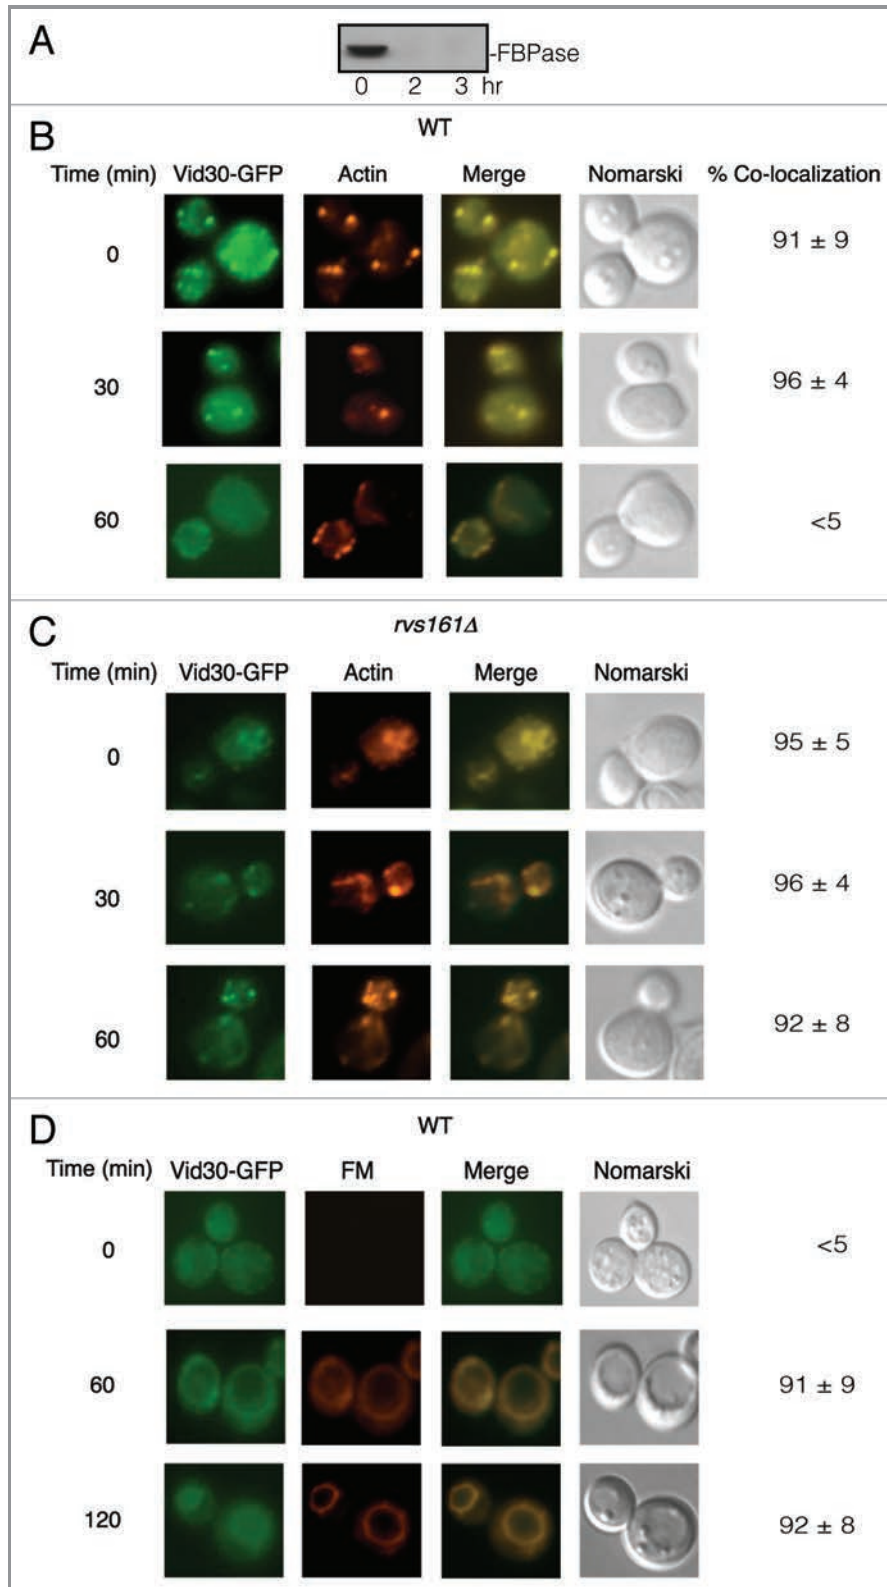 A
-FBPase
0 2 3 hr
B
WT
Time (min) Vid30-GFP Actin Merge Nomarski % Co-localization
0 91 ± 9
30 96 ± 4
60 <5
C
rvs161Δ
Time (min) Vid30-GFP Actin Merge Nomarski
0 95 ± 5
30 96 ± 4
60 92 ± 8
D
WT
Time (min) Vid30-GFP FM Merge Nomarski
0 <5
60 91 ± 9
120 92 ± 8